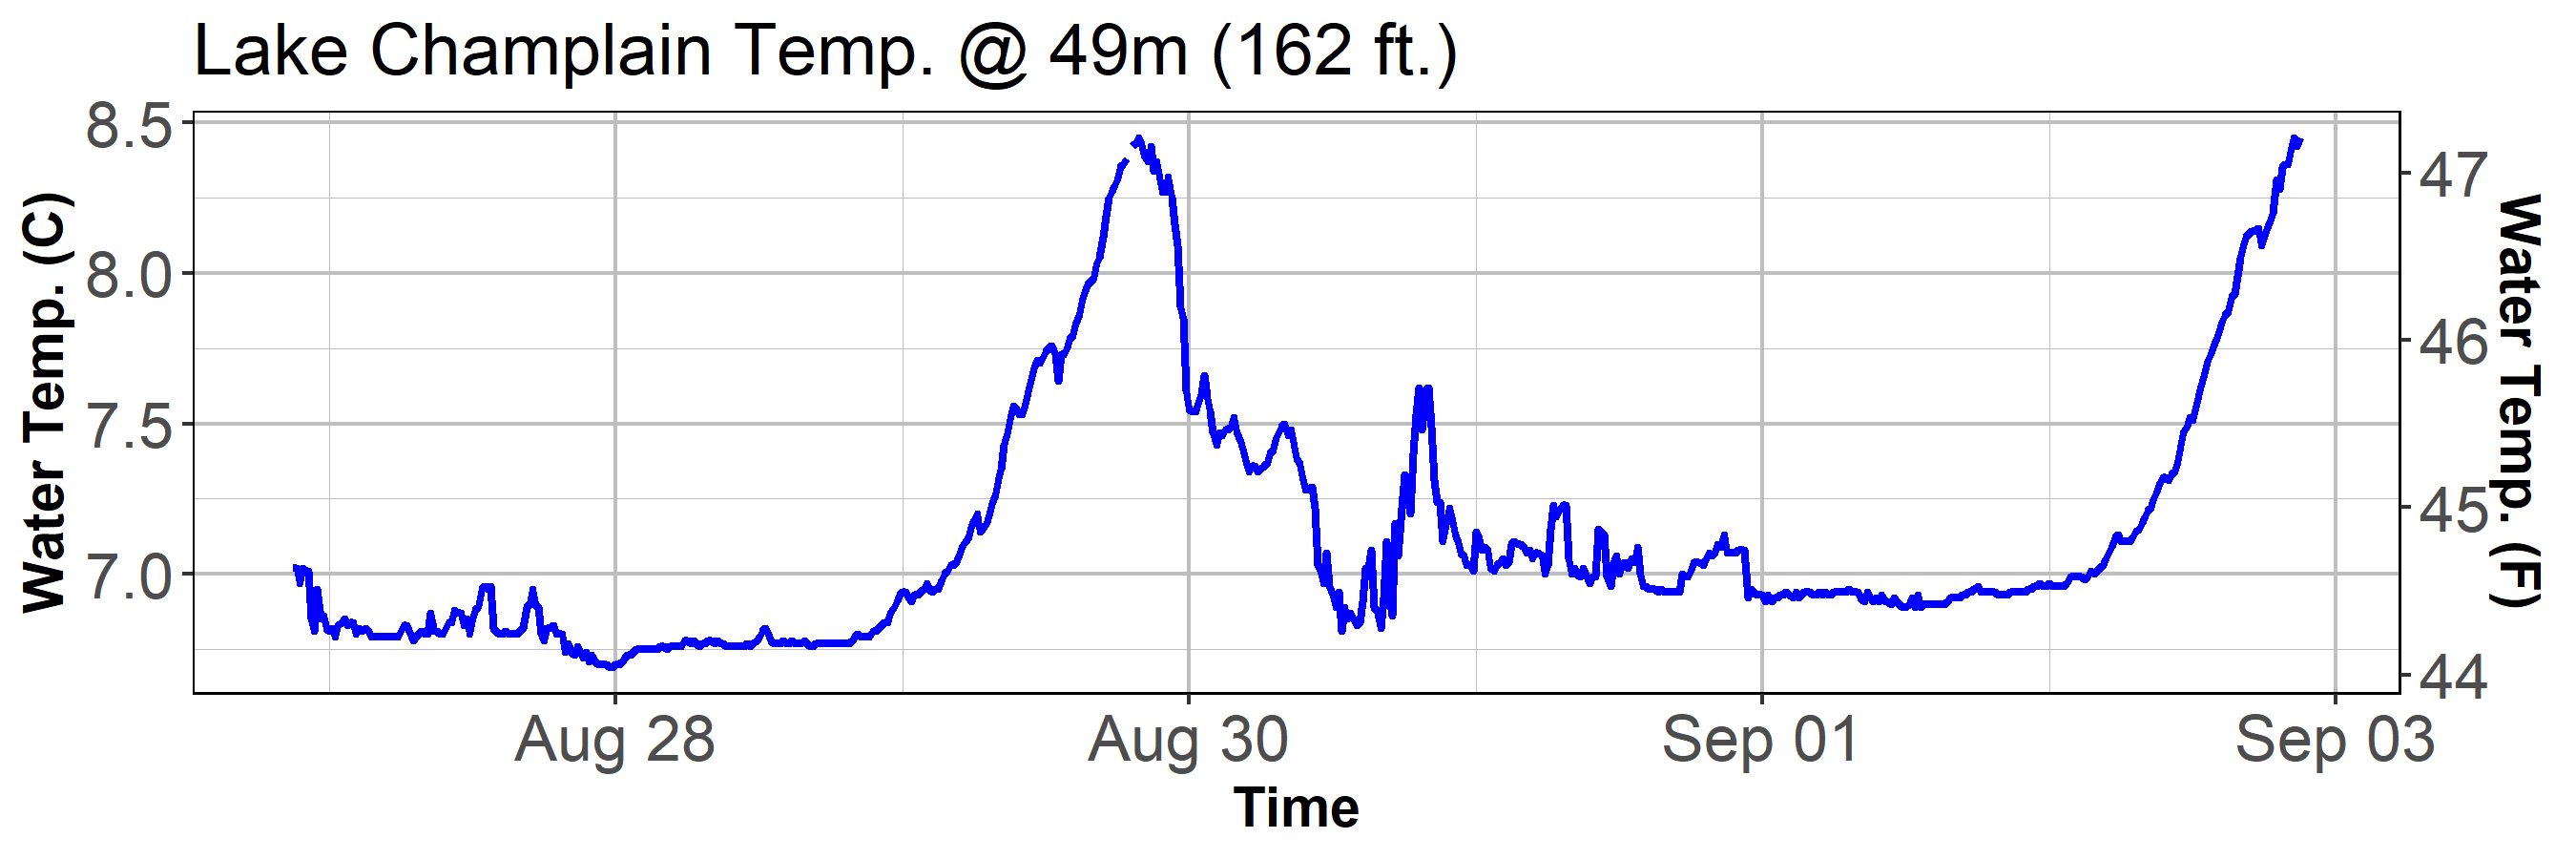 Lake Champlain Temp. @ 49m (162 ft.)
Water Temp. (C)
8.5
8.0
7.5
7.0
47
46
45
44
Water Temp. (F)
Aug 28 Aug 30 Sep 01 Sep 03
Time